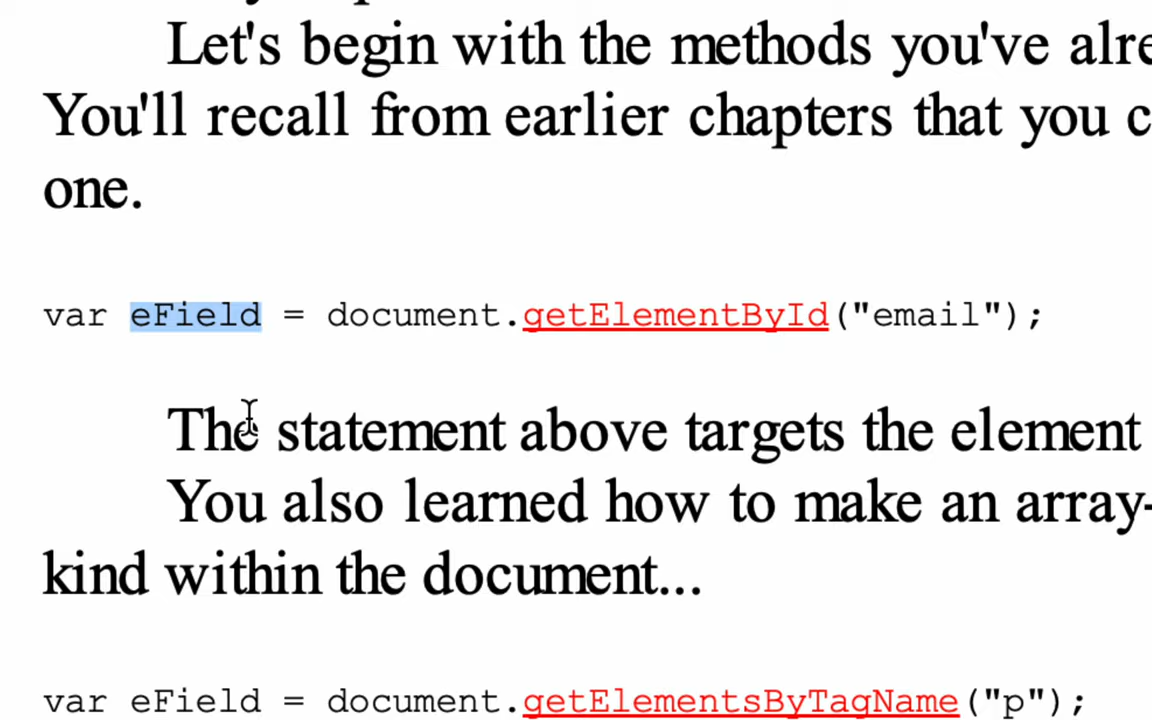 Let's begin with the methods you've
You'll recall from earlier chapters that you
one.
var eField = document.getElementById("email");
The statement above targets the element
You also learned how to make an array-
kind within the document...
var eField = document.getElementsByTagName("p");